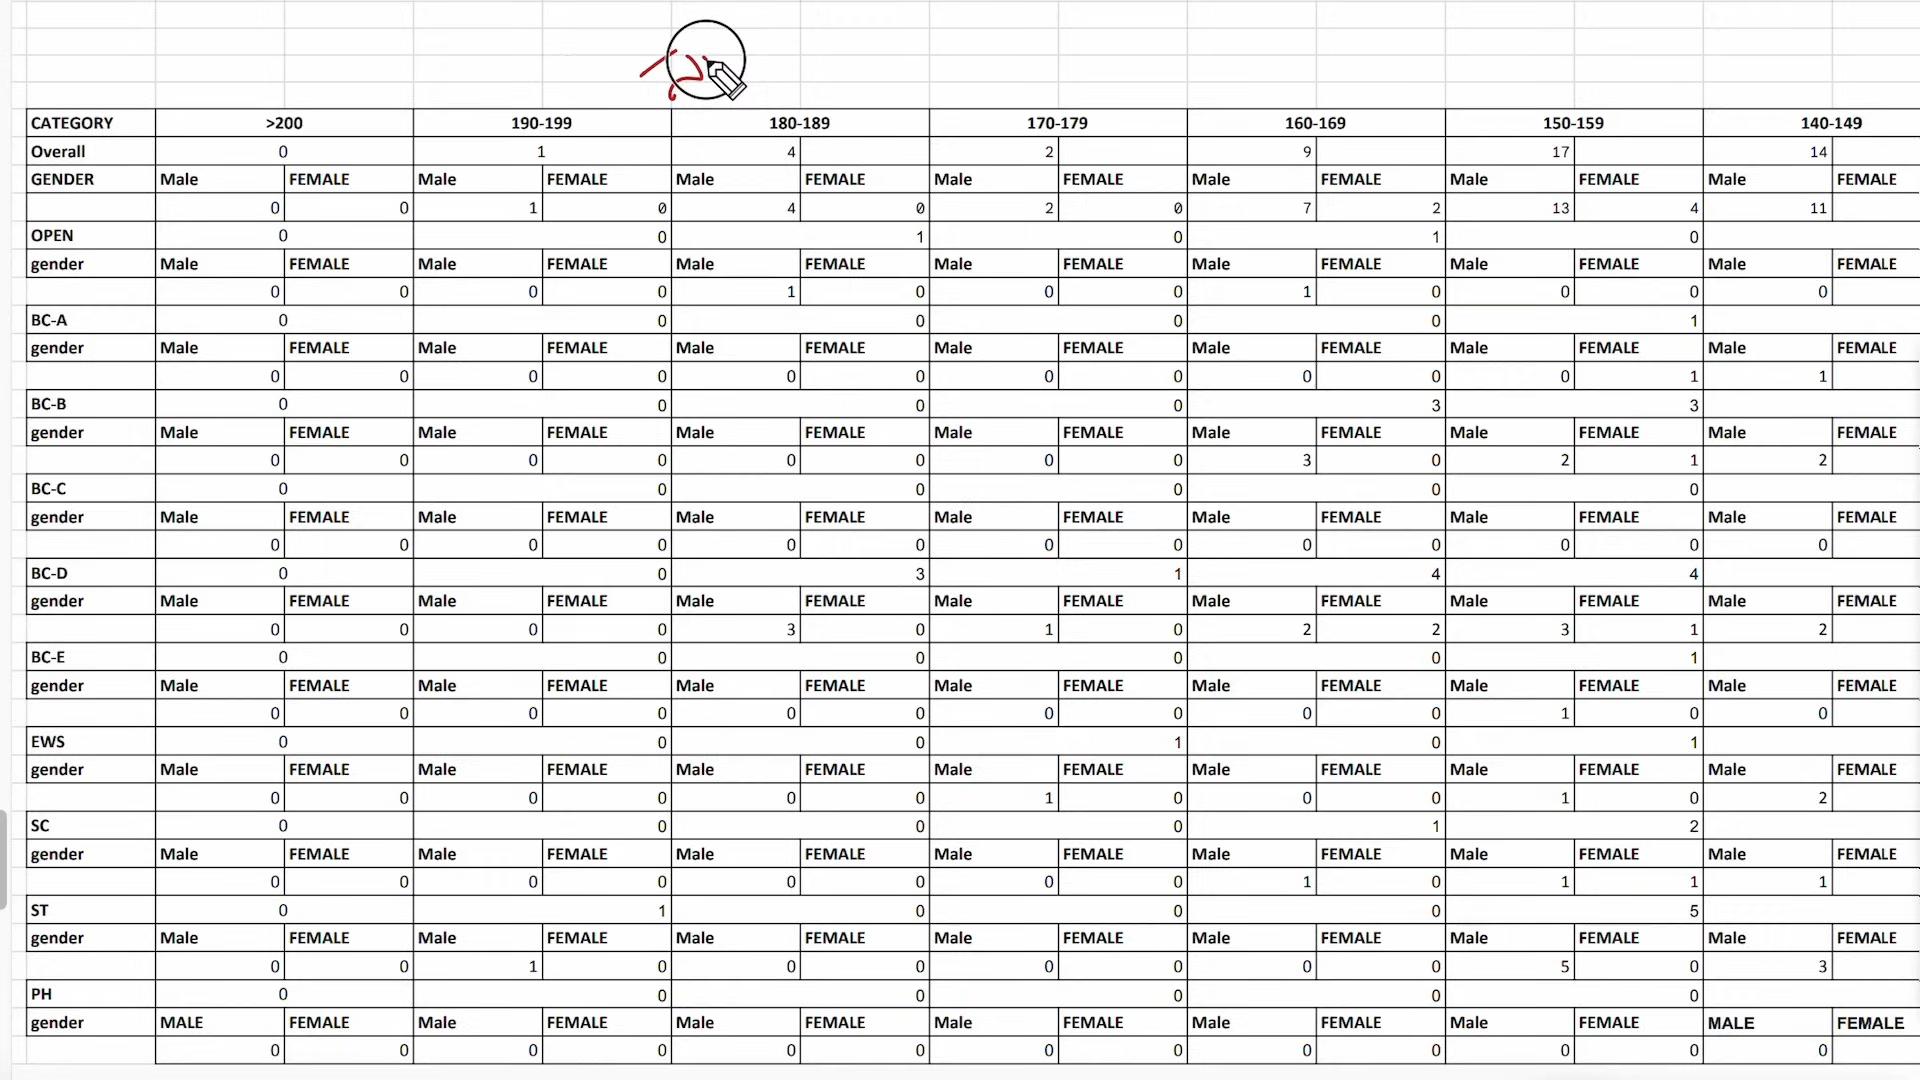 CATEGORY >200 190-199 180-189 170-179 160-169 150-159 140-149
Overall 0 1 4 2 9 17 14
GENDER Male FEMALE Male FEMALE Male FEMALE Male FEMALE Male FEMALE Male FEMALE Male FEMALE
0 0 1 0 4 0 2 0 7 2 13 4 11
OPEN 0 0 1 0 1 0
gender Male FEMALE Male FEMALE Male FEMALE Male FEMALE Male FEMALE Male FEMALE Male FEMALE
0 0 0 0 1 0 0 0 1 0 0 0 0
BC-A 0 0 0 0 0 1
gender Male FEMALE Male FEMALE Male FEMALE Male FEMALE Male FEMALE Male FEMALE Male FEMALE
0 0 0 0 0 0 0 0 0 0 0 1 1
BC-B 0 0 0 0 3 3
gender Male FEMALE Male FEMALE Male FEMALE Male FEMALE Male FEMALE Male FEMALE Male FEMALE
0 0 0 0 0 0 0 0 3 0 2 1 2
BC-C 0 0 0 0 0 0
gender Male FEMALE Male FEMALE Male FEMALE Male FEMALE Male FEMALE Male FEMALE Male FEMALE
0 0 0 0 0 0 0 0 0 0 0 0 0
BC-D 0 0 3 1 4 4
gender Male FEMALE Male FEMALE Male FEMALE Male FEMALE Male FEMALE Male FEMALE Male FEMALE
0 0 0 0 3 0 1 0 2 2 3 1 2
BC-E 0 0 0 0 0 1
gender Male FEMALE Male FEMALE Male FEMALE Male FEMALE Male FEMALE Male FEMALE Male FEMALE
0 0 0 0 0 0 0 0 0 0 1 0 0
EWS 0 0 0 1 0 1
gender Male FEMALE Male FEMALE Male FEMALE Male FEMALE Male FEMALE Male FEMALE Male FEMALE
0 0 0 0 0 0 1 0 0 0 1 0 2
SC 0 0 0 0 1 2
gender Male FEMALE Male FEMALE Male FEMALE Male FEMALE Male FEMALE Male FEMALE Male FEMALE
0 0 0 0 0 0 0 0 1 0 1 1 1
ST 0 1 0 0 0 5
gender Male FEMALE Male FEMALE Male FEMALE Male FEMALE Male FEMALE Male FEMALE Male FEMALE
0 0 1 0 0 0 0 0 0 0 5 0 3
PH 0 0 0 0 0 0
gender MALE FEMALE Male FEMALE Male FEMALE Male FEMALE Male FEMALE Male FEMALE MALE FEMALE
0 0 0 0 0 0 0 0 0 0 0 0 0